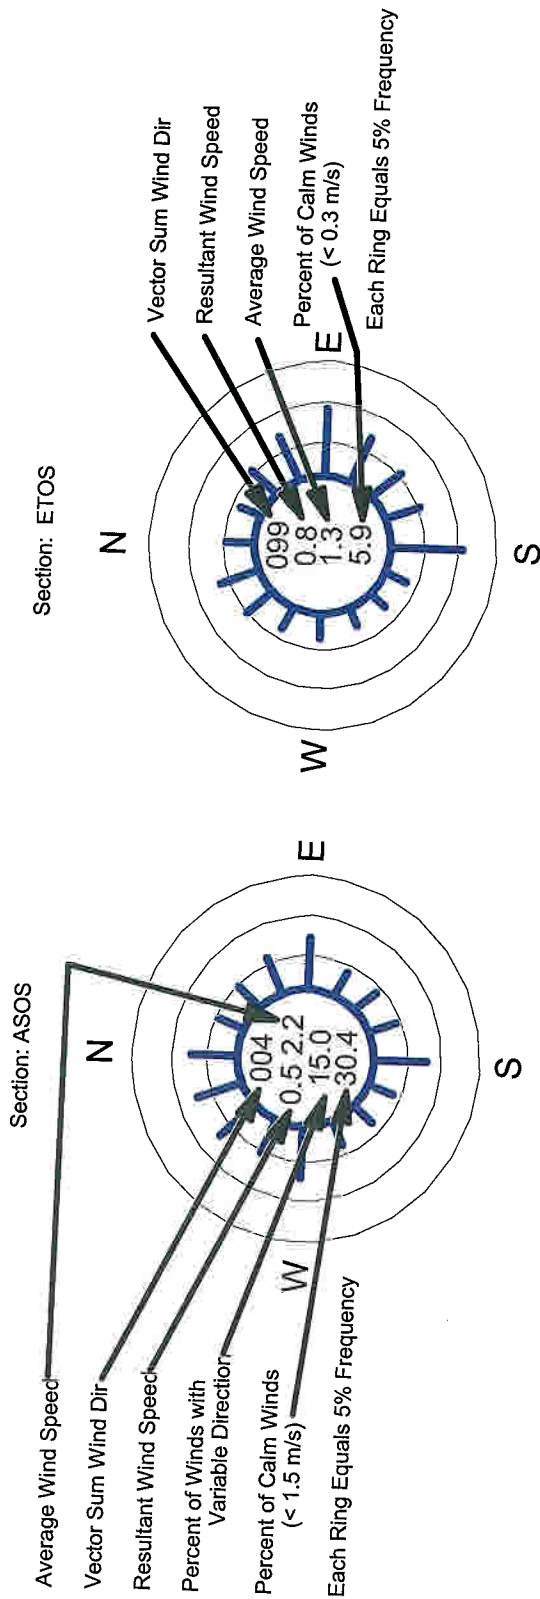 Section: ASOS
Average Wind Speed
Vector Sum Wind Dir
Resultant Wind Speed
Percent of Winds with
Variable Direction
Percent of Calm Winds
(< 1.5 m/s)
Each Ring Equals 5% Frequency
N
E
S
W
004
0.5 2.2
15.0
30.4
Section: ETOS
N
E
S
W
099
0.8
1.3
5.9
Vector Sum Wind Dir
Resultant Wind Speed
Average Wind Speed
Percent of Calm Winds
(< 0.3 m/s)
Each Ring Equals 5% Frequency